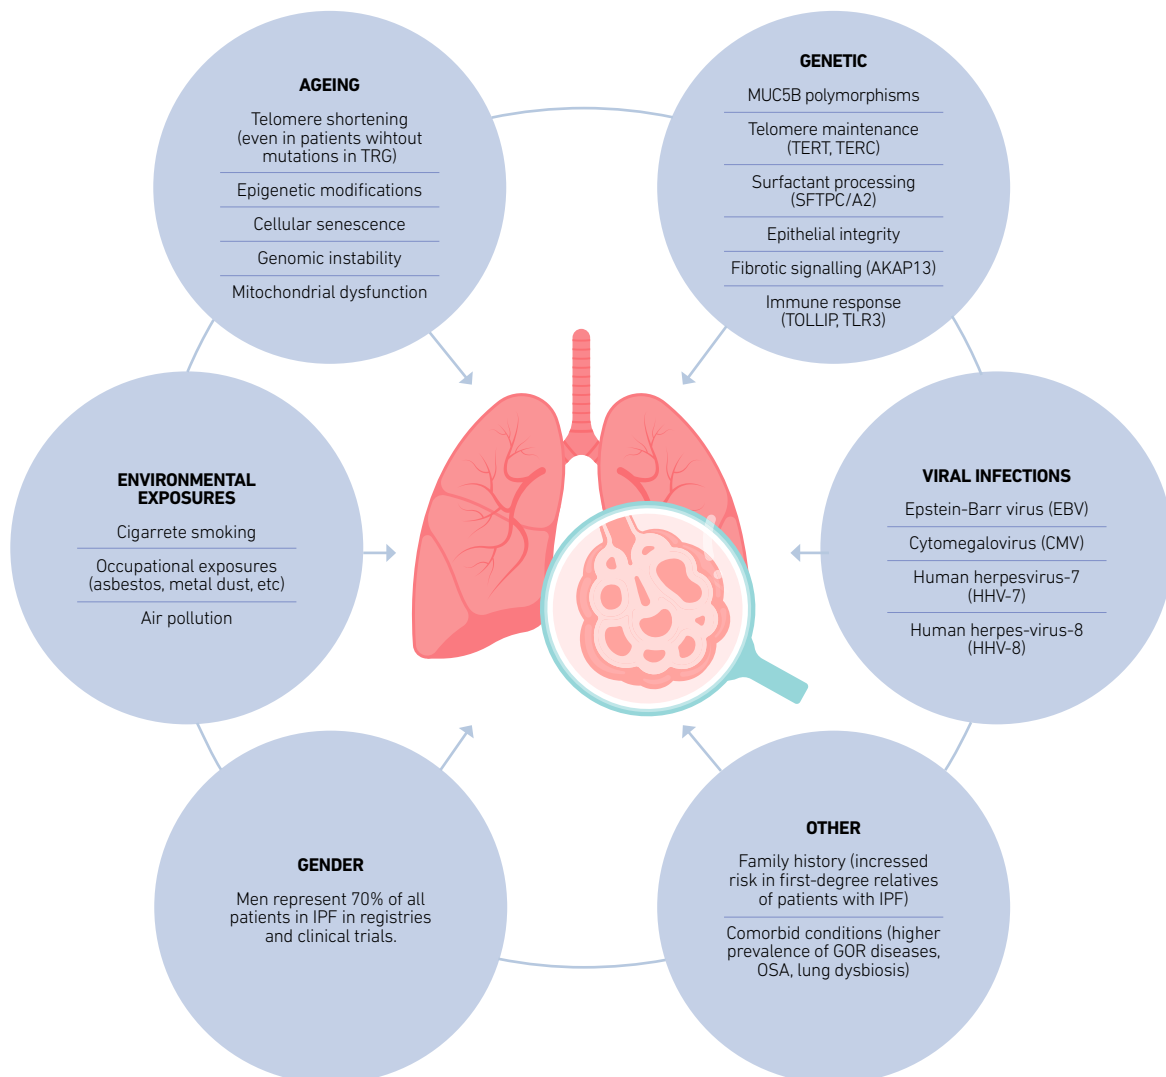 AGEING
Telomere shortening
(even in patients wihtout
mutations in TRG)
Epigenetic modifications
Cellular senescence
Genomic instability
Mitochondrial dysfunction
GENETIC
MUC5B polymorphisms
Telomere maintenance
(TERT, TERC)
Surfactant processing
(SFTPC/A2)
Epithelial integrity
Fibrotic signalling (AKAP13)
Immune response
(TOLLIP, TLR3)
ENVIRONMENTAL
EXPOSURES
Cigarrete smoking
Occupational exposures
(asbestos, metal dust, etc)
Air pollution
VIRAL INFECTIONS
Epstein-Barr virus (EBV)
Cytomegalovirus (CMV)
Human herpesvirus-7
(HHV-7)
Human herpes-virus-8
(HHV-8)
GENDER
Men represent 70% of all
patients in IPF in registries
and clinical trials.
OTHER
Family history (increased
risk in first-degree relatives
of patients with IPF)
Comorbid conditions (higher
prevalence of GOR diseases,
OSA, lung dysbiosis)